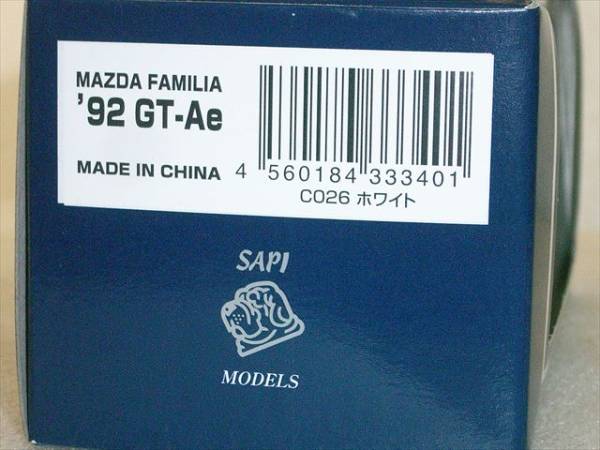 MAZDA FAMILIA
'92 GT-Ae
MADE IN CHINA
4 560184 333401
C026 ホワイト
SAPI
MODELS